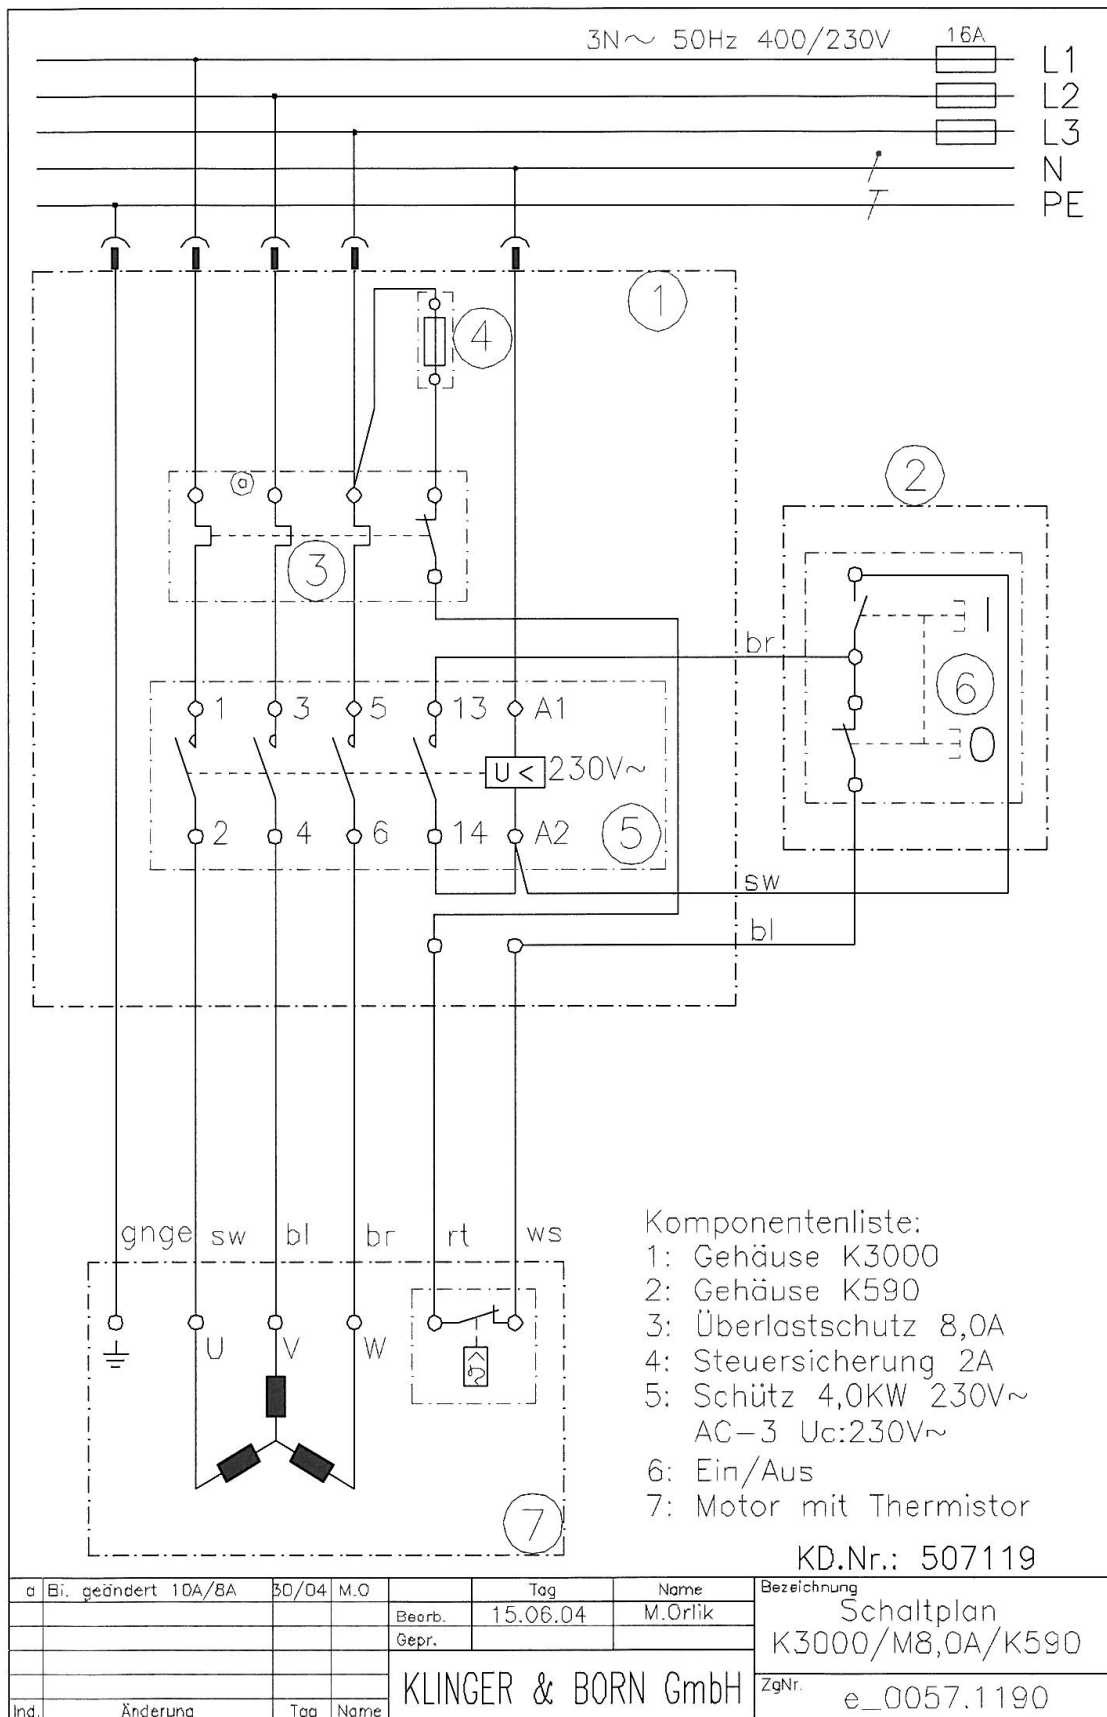 3N~ 50Hz 400/230V
16A
L1
L2
L3
N
PE
1
4
2
a
3
I
br
6
1 3 5 13 A1
O
U< 230V~
2 4 6 14 A2
5
sw
bl
gnge sw bl br rt ws
U V W
7
Komponentenliste:
1: Gehäuse K3000
2: Gehäuse K590
3: Überlastschutz 8,0A
4: Steuersicherung 2A
5: Schütz 4,0KW 230V~
AC-3 Uc:230V~
6: Ein/Aus
7: Motor mit Thermistor
KD.Nr.: 507119
a Bi. geändert 10A/8A 30/04 M.O
Tag Name
Bearb. 15.06.04 M.Orlik
Gepr.
Bezeichnung
Schaltplan
K3000/M8,0A/K590
KLINGER & BORN GmbH
ZgNr. e_0057.1190
Ind. Änderung Tag Name